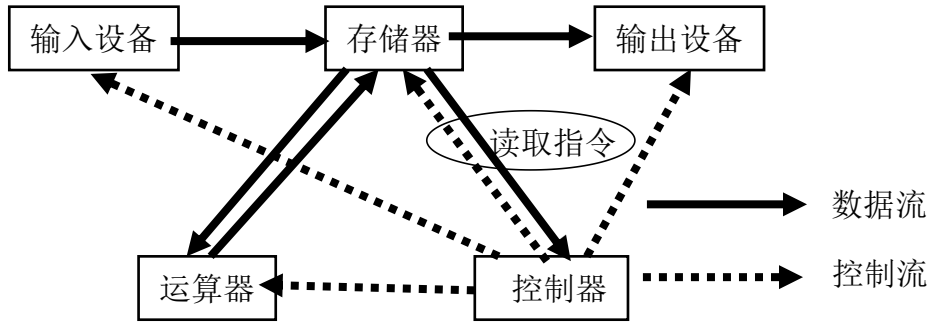 输入设备
存储器
输出设备
读取指令
数据流
运算器
控制器
控制流